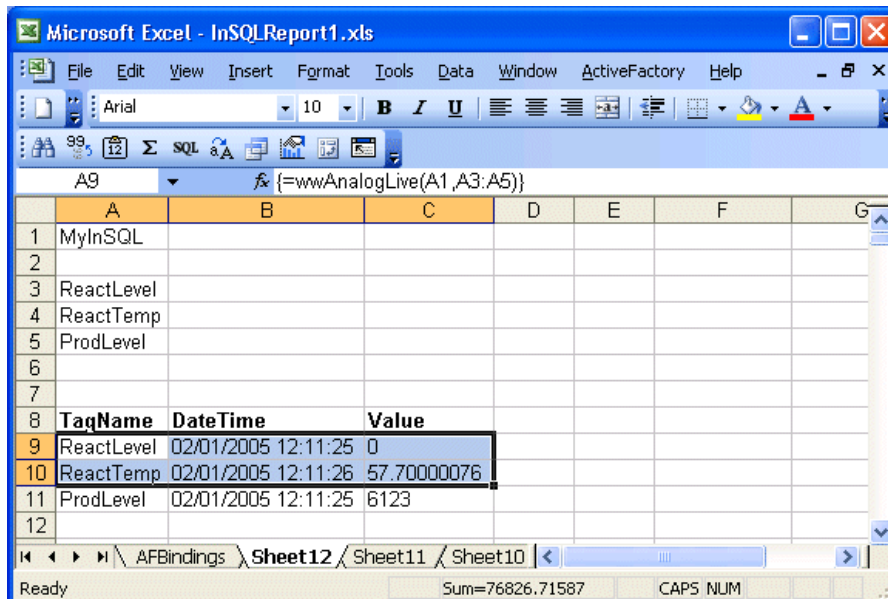 Microsoft Excel - InSQLReport1.xls
File Edit View Insert Format Tools Data Window ActiveFactory Help
Arial 10 B I U A
99,5 12 Σ SQL
A9 fx {=wwAnalogLive(A1,A3:A5)}
A B C D E F G
1 MyInSQL
2
3 ReactLevel
4 ReactTemp
5 ProdLevel
6
7
8 TagName DateTime Value
9 ReactLevel 02/01/2005 12:11:25 0
10 ReactTemp 02/01/2005 12:11:26 57.70000076
11 ProdLevel 02/01/2005 12:11:25 6123
12
AFBindings Sheet12 Sheet11 Sheet10
Ready Sum=76826.71587 CAPS NUM